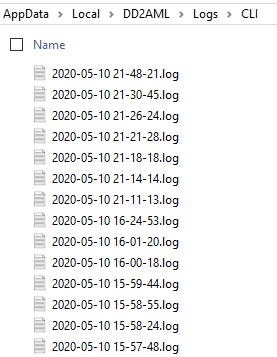 AppData > Local > DD2AML > Logs > CLI
Name
2020-05-10 21-48-21.log
2020-05-10 21-30-45.log
2020-05-10 21-26-24.log
2020-05-10 21-21-28.log
2020-05-10 21-18-18.log
2020-05-10 21-14-14.log
2020-05-10 21-11-13.log
2020-05-10 16-24-53.log
2020-05-10 16-01-20.log
2020-05-10 16-00-18.log
2020-05-10 15-59-44.log
2020-05-10 15-58-55.log
2020-05-10 15-58-24.log
2020-05-10 15-57-48.log